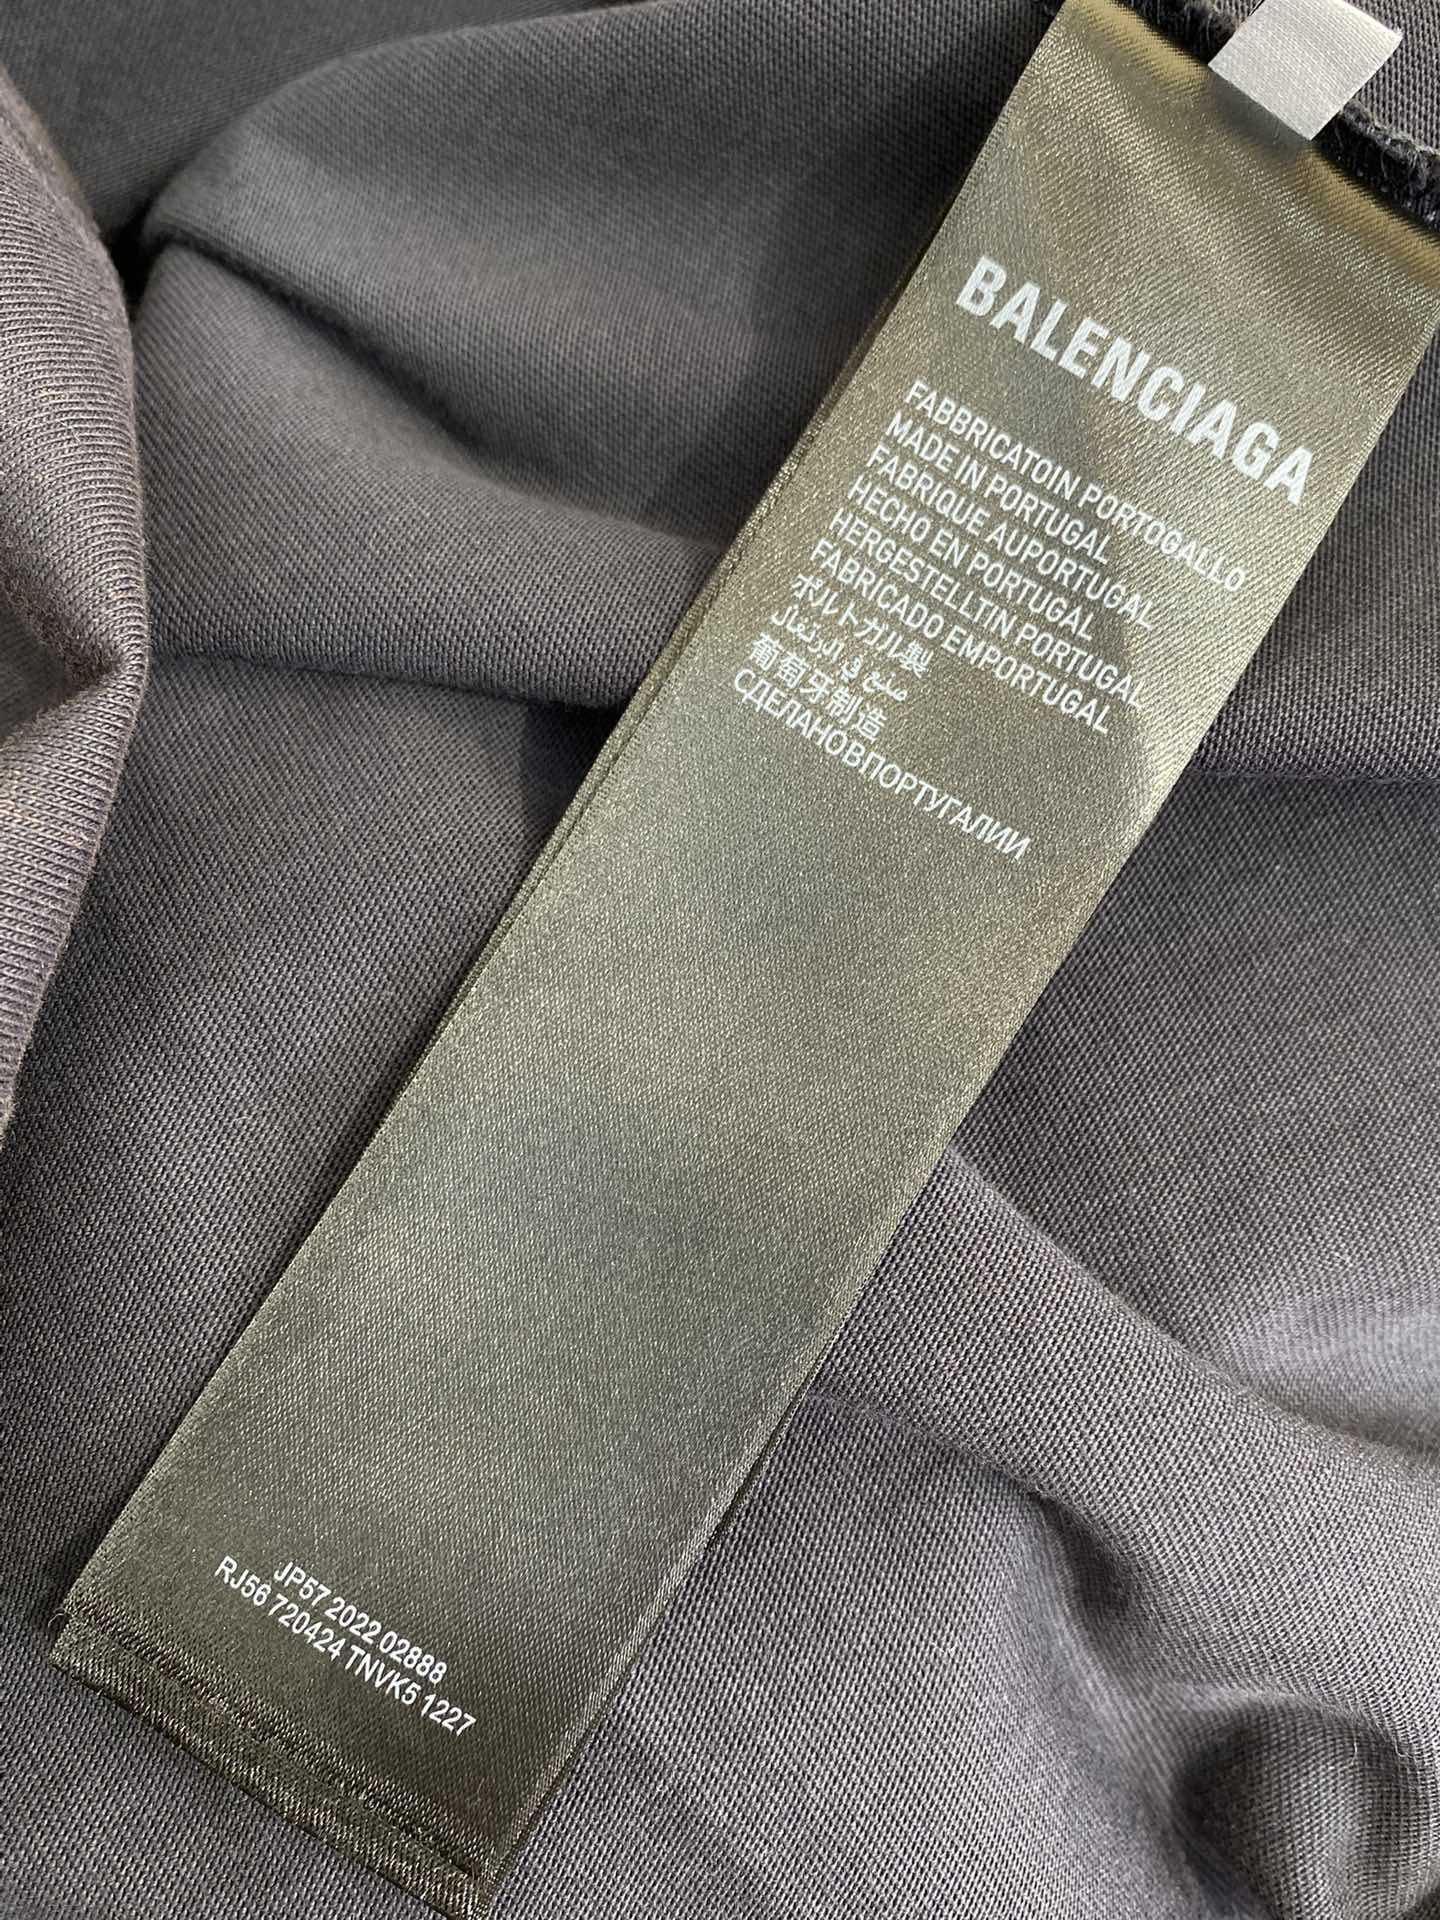 BALENCIAGA
FABBRICATOIN PORTOGALLO
MADE IN PORTUGAL
FABRIQUE AUPORTUGAL
HECHO EN PORTUGAL
HERGESTELLTIN PORTUGAL
FABRICADO EMPORTUGAL
ポルトガル製
صنع في البرتغال
葡萄牙制造
СДЕЛАНОВПОРТУГАЛИИ
JP57 2022 02888
RJ56 720424 TNVK5 1227